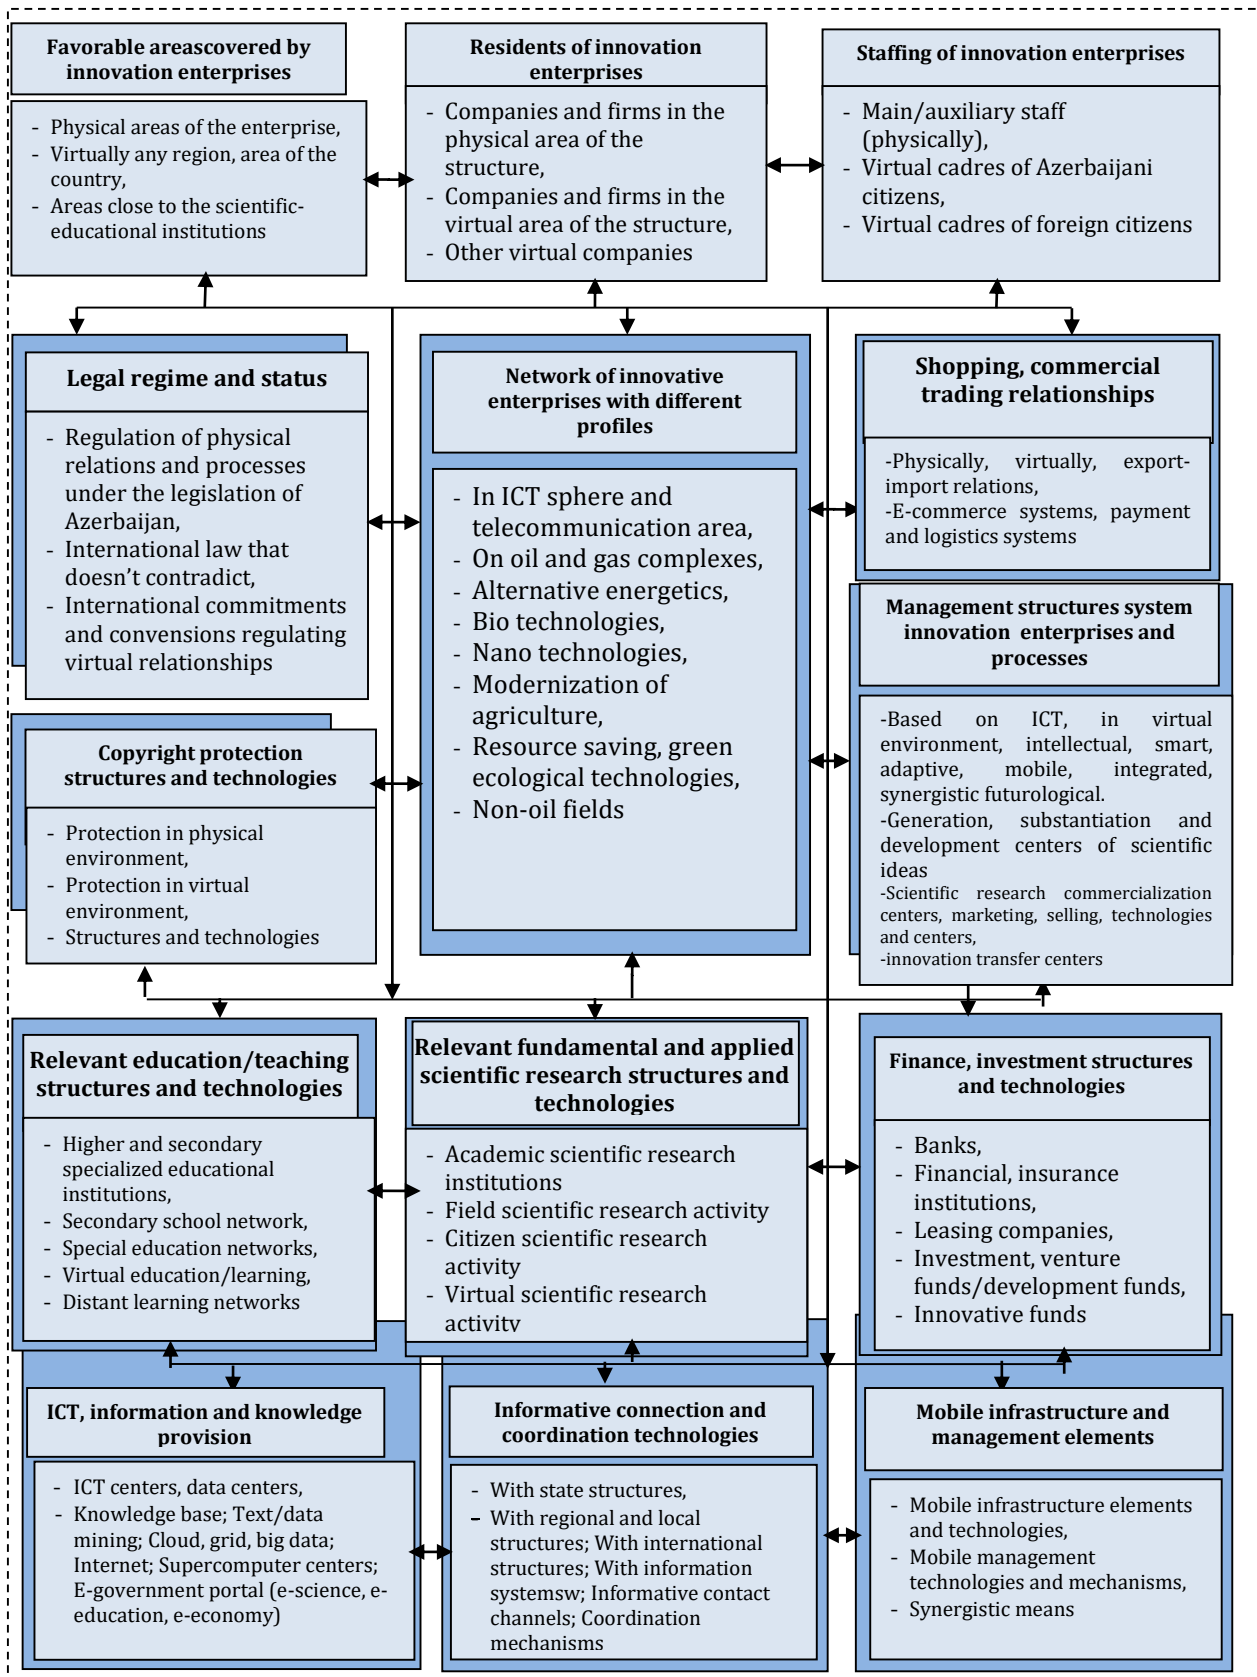 Favorable areascovered by
innovation enterprises
- Physical areas of the enterprise,
- Virtually any region, area of the
country,
- Areas close to the scientific-
educational institutions
Residents of innovation
enterprises
- Companies and firms in the
physical area of the
structure,
- Companies and firms in the
virtual area of the structure,
- Other virtual companies
Staffing of innovation enterprises
- Main/auxiliary staff
(physically),
- Virtual cadres of Azerbaijani
citizens,
- Virtual cadres of foreign citizens
Legal regime and status
- Regulation of physical
relations and processes
under the legislation of
Azerbaijan,
- International law that
doesn't contradict,
- International commitments
and convensions regulating
virtual relationships
Network of innovative
enterprises with different
profiles
- In ICT sphere and
telecommunication area,
- On oil and gas complexes,
- Alternative energetics,
- Bio technologies,
- Nano technologies,
- Modernization of
agriculture,
- Resource saving, green
ecological technologies,
- Non-oil fields
Shopping, commercial
trading relationships
-Physically, virtually, export-
import relations,
-E-commerce systems, payment
and logistics systems
Copyright protection
structures and technologies
- Protection in physical
environment,
- Protection in virtual
environment,
- Structures and technologies
Management structures system
innovation enterprises and
processes
-Based on ICT, in virtual
environment, intellectual, smart,
adaptive, mobile, integrated,
synergistic futurological.
-Generation, substantiation and
development centers of scientific
ideas
-Scientific research commercialization
centers, marketing, selling, technologies
and centers,
-innovation transfer centers
Relevant education/teaching
structures and technologies
- Higher and secondary
specialized educational
institutions,
- Secondary school network,
- Special education networks,
- Virtual education/learning,
- Distant learning networks
Relevant fundamental and applied
scientific research structures and
technologies
- Academic scientific research
institutions
- Field scientific research activity
- Citizen scientific research
activity
- Virtual scientific research
activity
Finance, investment structures
and technologies
- Banks,
- Financial, insurance
institutions,
- Leasing companies,
- Investment, venture
funds/development funds,
- Innovative funds
ICT, information and knowledge
provision
- ICT centers, data centers,
- Knowledge base; Text/data
mining; Cloud, grid, big data;
Internet; Supercomputer centers;
E-government portal (e-science, e-
education, e-economy)
Informative connection and
coordination technologies
- With state structures,
- With regional and local
structures; With international
structures; With information
systemsw; Informative contact
channels; Coordination
mechanisms
Mobile infrastructure and
management elements
- Mobile infrastructure elements
and technologies,
- Mobile management
technologies and mechanisms,
- Synergistic means